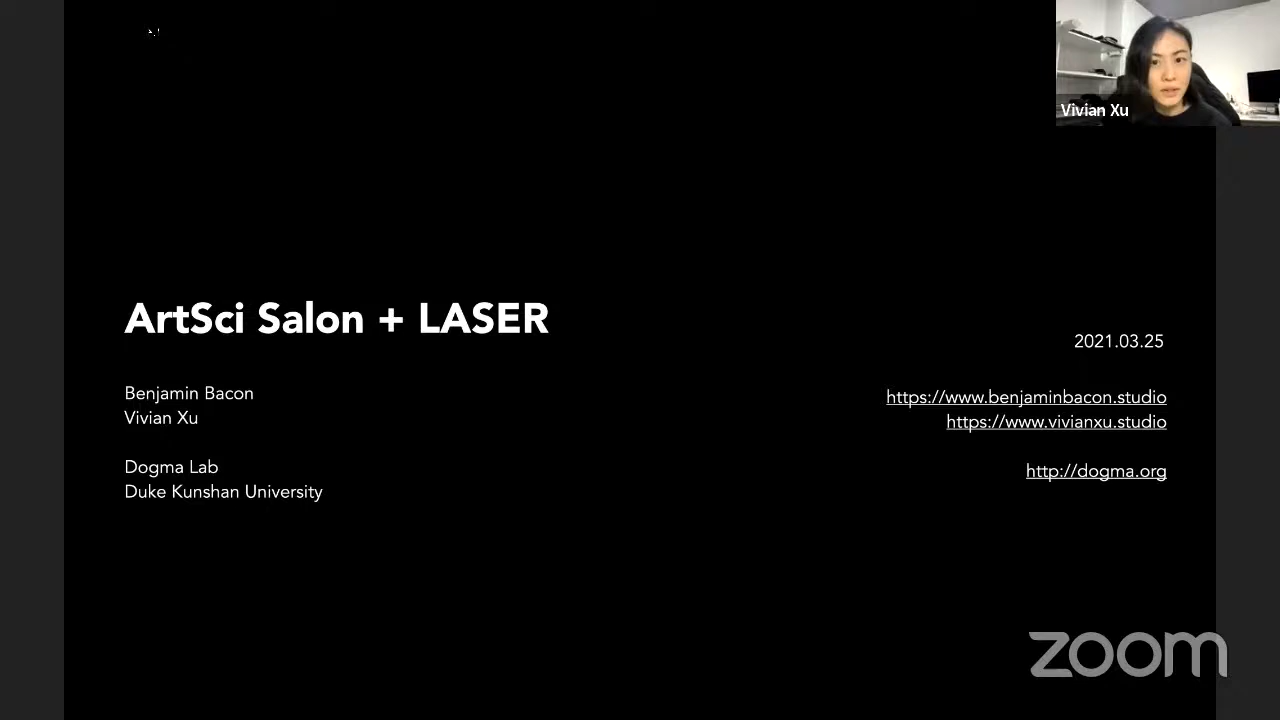 Vivian Xu
ArtSci Salon + LASER
2021.03.25
Benjamin Bacon
Vivian Xu
https://www.benjaminbacon.studio
https://www.vivianxu.studio
Dogma Lab
Duke Kunshan University
http://dogma.org
zoom